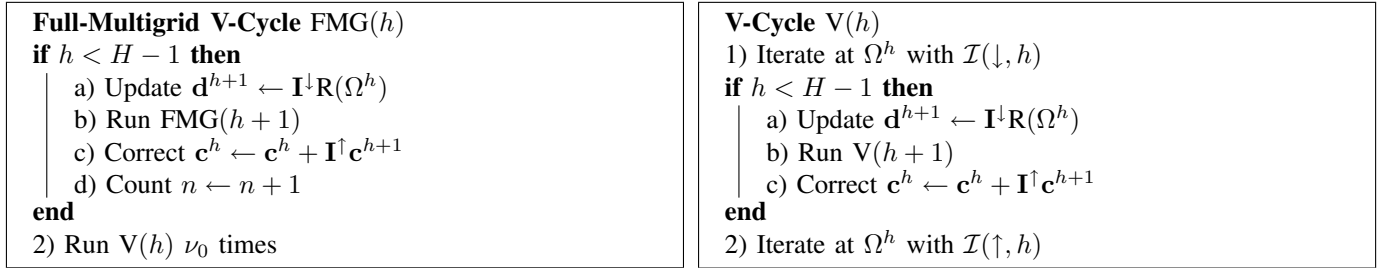 Full-Multigrid V-Cycle FMG(h)
if h < H − 1 then
a) Update d^{h+1} ← I^↓R(Ω^h)
b) Run FMG(h + 1)
c) Correct c^h ← c^h + I^↑c^{h+1}
d) Count n ← n + 1
end
2) Run V(h) ν₀ times
V-Cycle V(h)
1) Iterate at Ω^h with 𝓘(↓, h)
if h < H − 1 then
a) Update d^{h+1} ← I^↓R(Ω^h)
b) Run V(h + 1)
c) Correct c^h ← c^h + I^↑c^{h+1}
end
2) Iterate at Ω^h with 𝓘(↑, h)